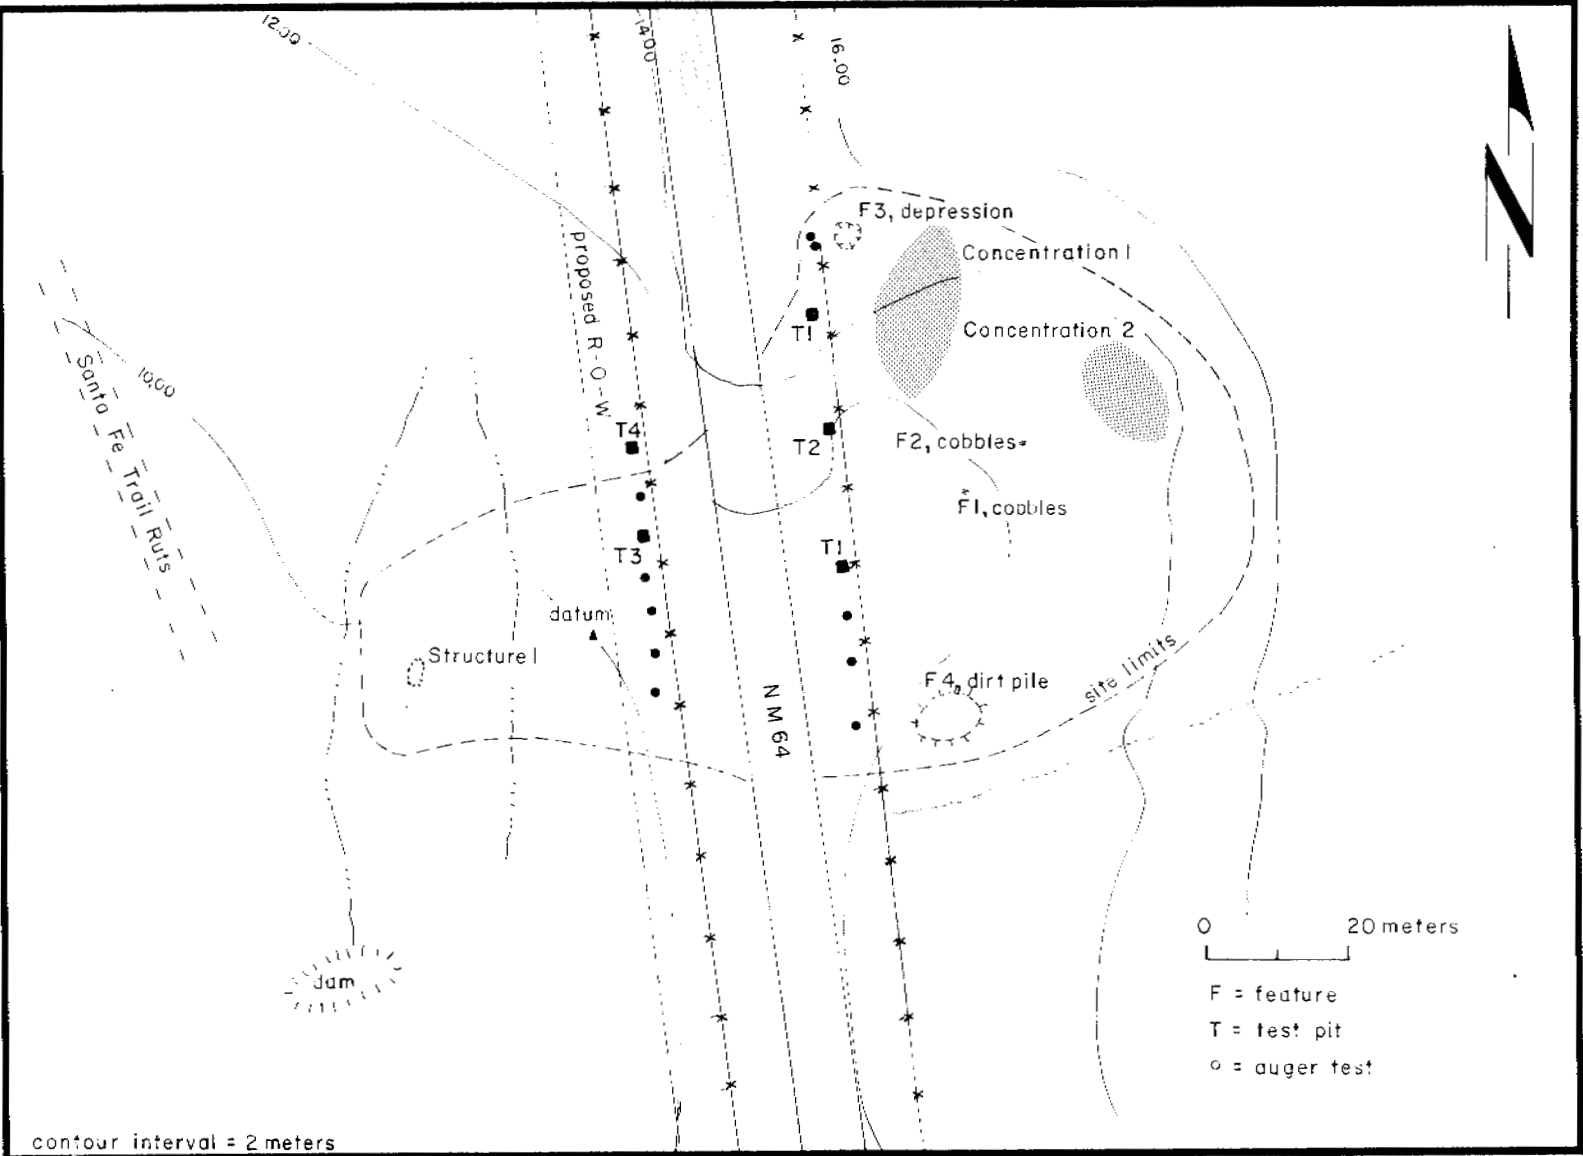 12.00
14.00
16.00
N
F3, depression
Concentration 1
proposed R-O-W
T1
Concentration 2
10.00
Santa Fe Trail Ruts
T4
T2
F2, cobbles
F1, cobbles
T3
T1
datum
Structure 1
site limits
F4, dirt pile
NM 64
0 20 meters
dam
F = feature
T = test pit
o = auger test
contour interval = 2 meters